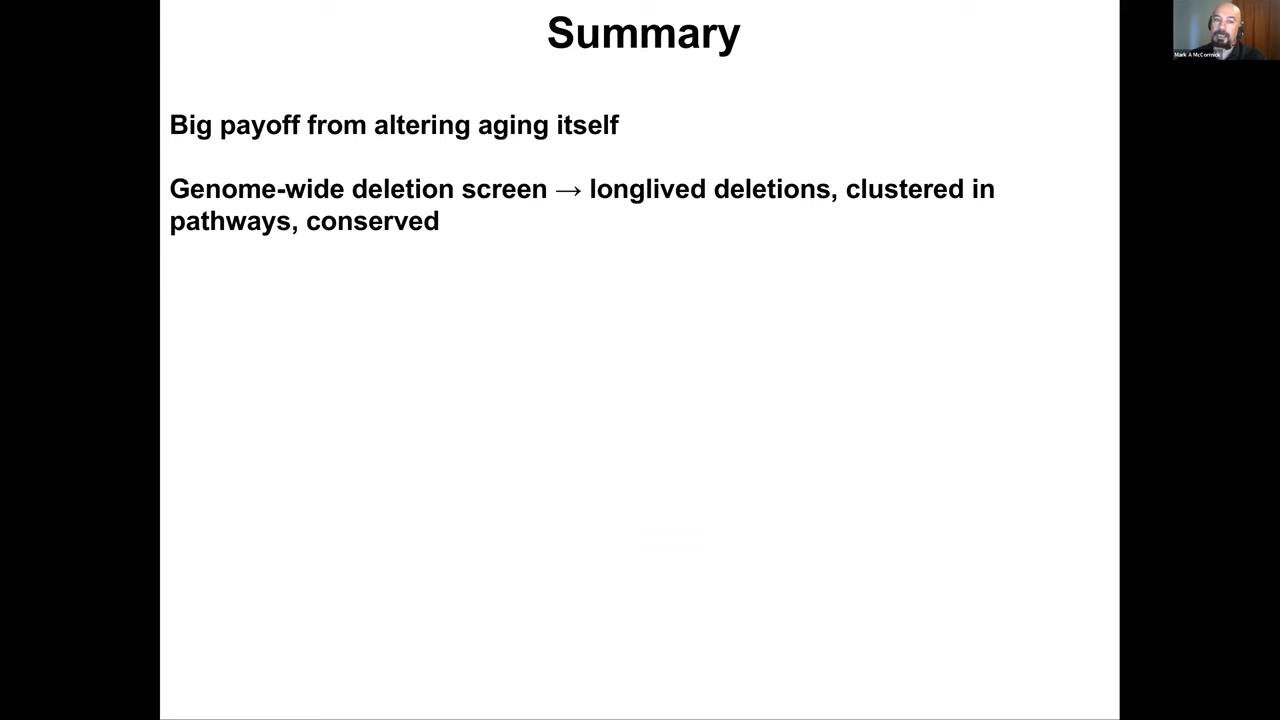 Summary
Mark A McCormick
Big payoff from altering aging itself
Genome-wide deletion screen → longlived deletions, clustered in
pathways, conserved